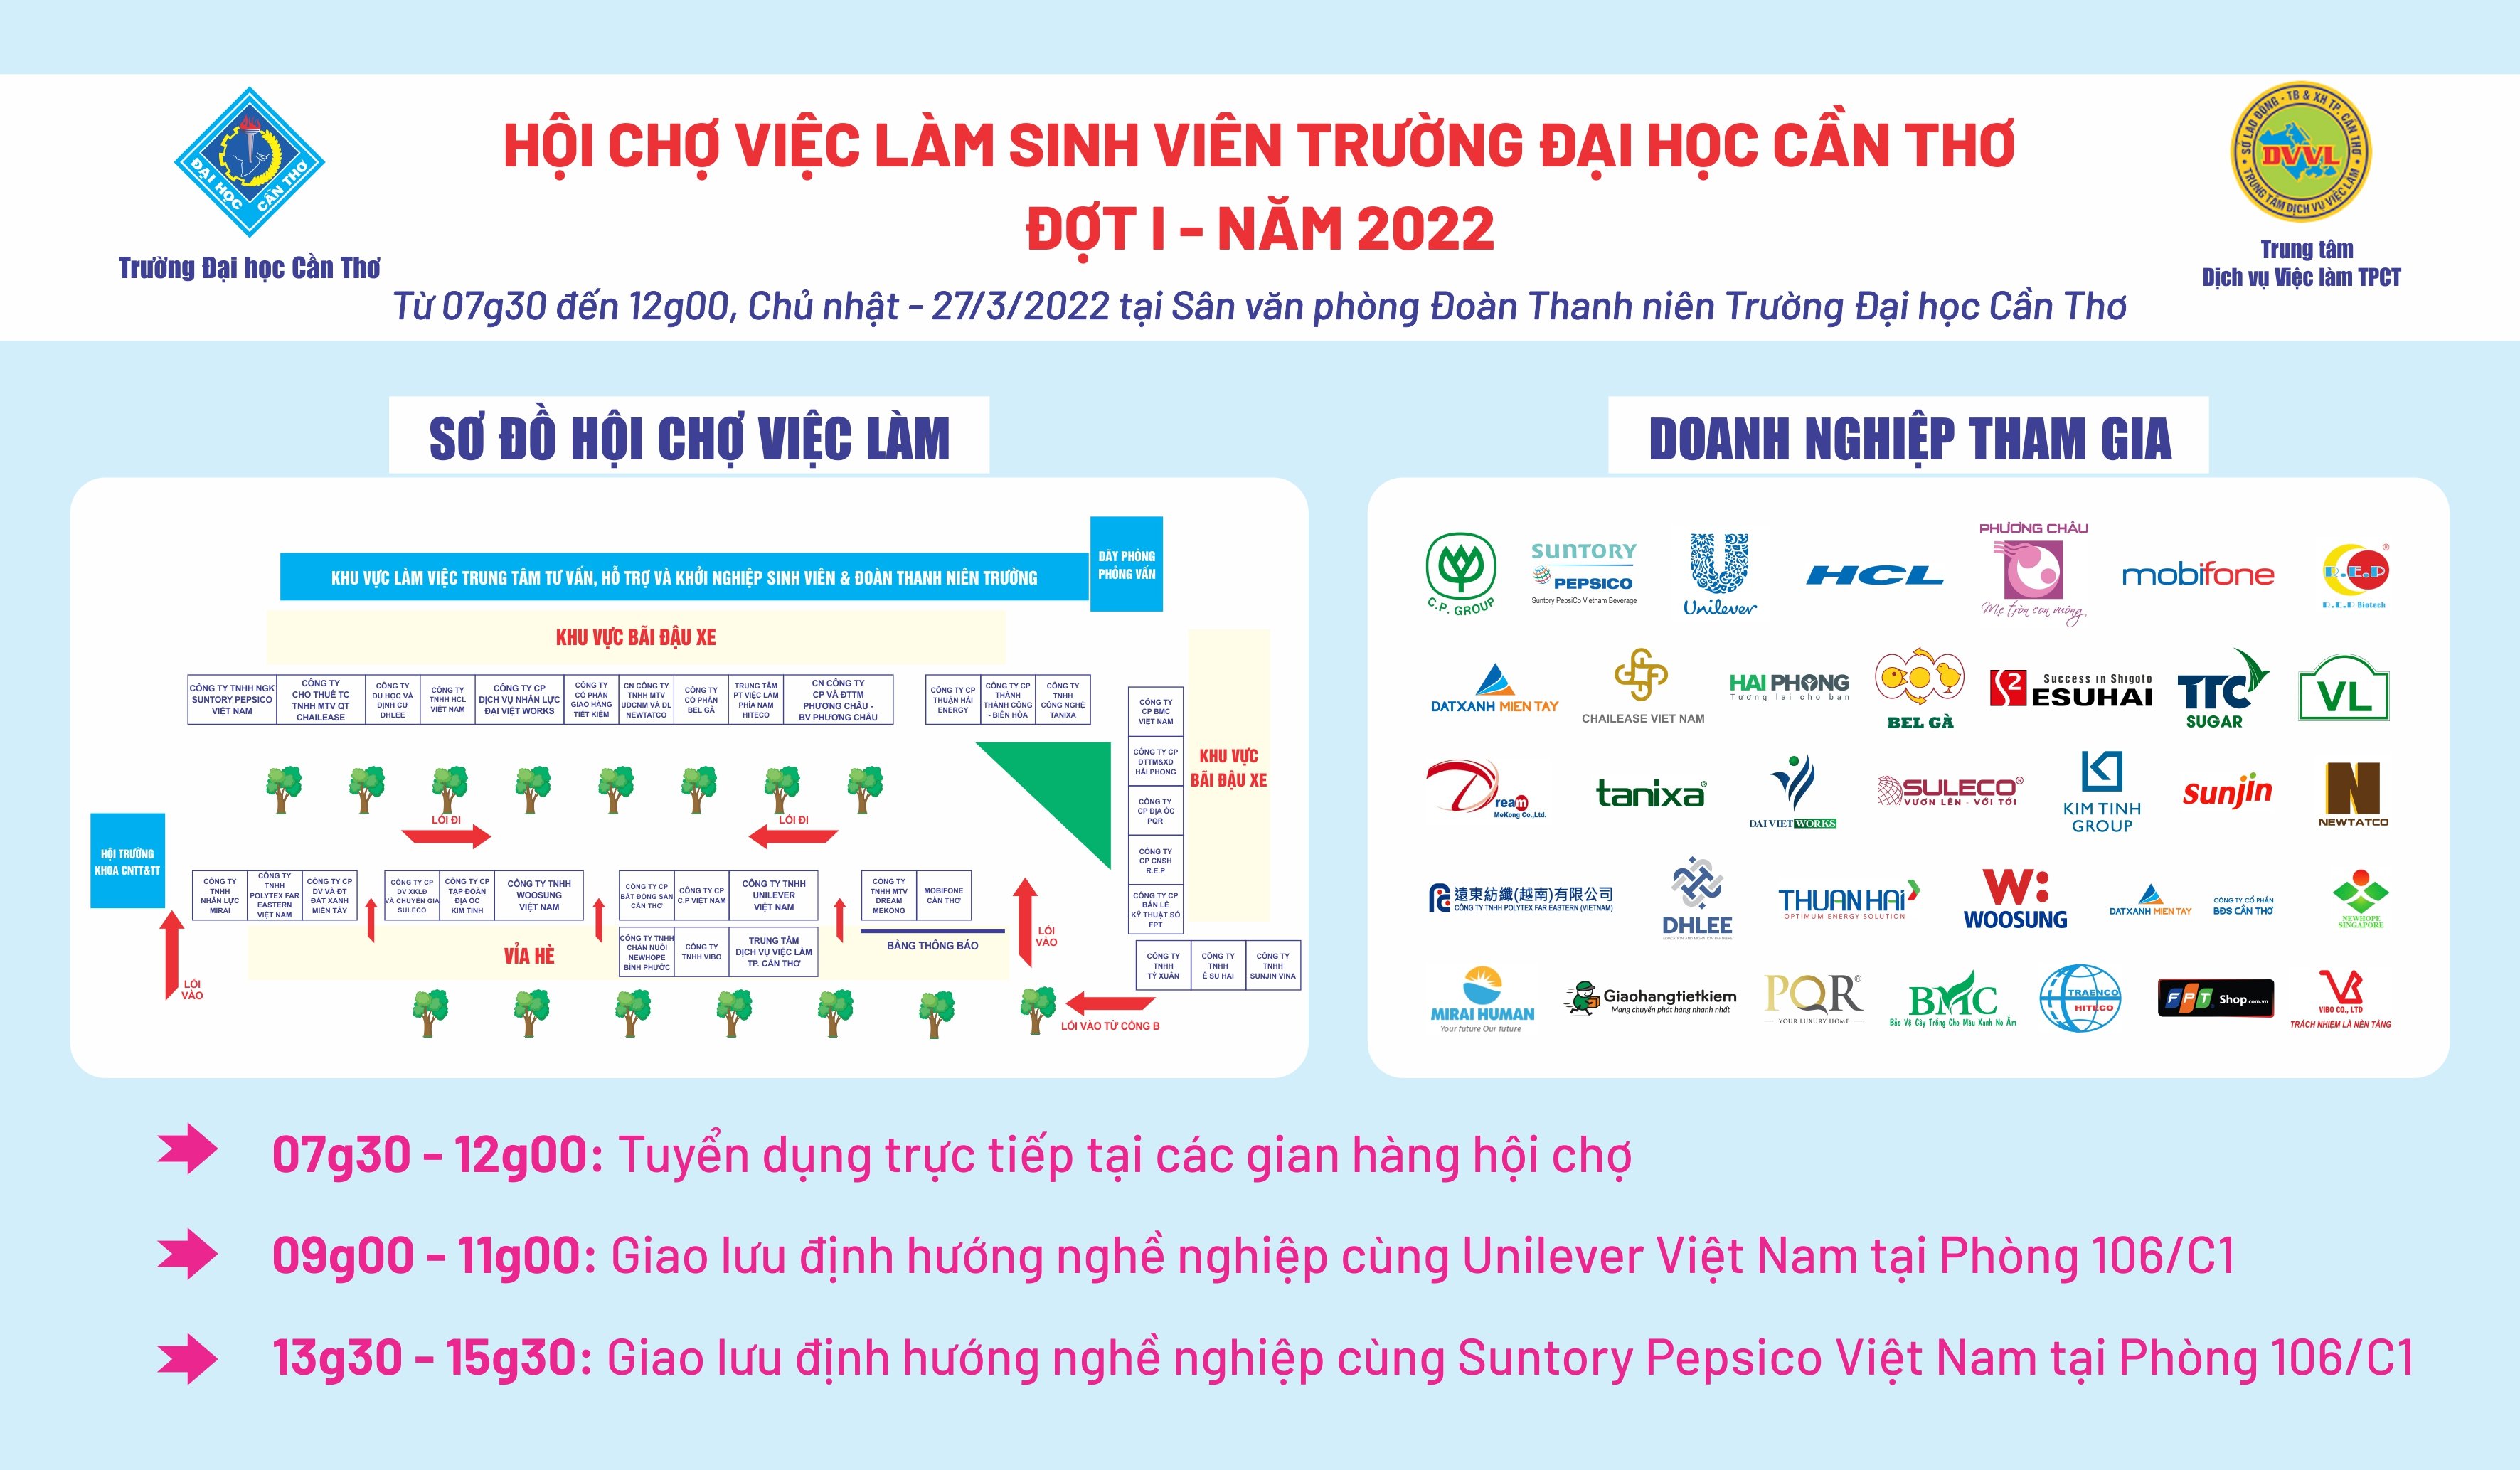 ĐẠI HỌC CẦN THƠ
Trường Đại học Cần Thơ
HỘI CHỢ VIỆC LÀM SINH VIÊN TRƯỜNG ĐẠI HỌC CẦN THƠ
ĐỢT I - NĂM 2022
Từ 07g30 đến 12g00, Chủ nhật - 27/3/2022 tại Sân văn phòng Đoàn Thanh niên Trường Đại học Cần Thơ
SỞ LAO ĐỘNG - TB & XH TP. CẦN THƠ
DVVL
TRUNG TÂM DỊCH VỤ VIỆC LÀM
Trung tâm
Dịch vụ Việc làm TPCT
SƠ ĐỒ HỘI CHỢ VIỆC LÀM
DÃY PHÒNG
PHỎNG VẤN
KHU VỰC LÀM VIỆC TRUNG TÂM TƯ VẤN, HỖ TRỢ VÀ KHỞI NGHIỆP SINH VIÊN & ĐOÀN THANH NIÊN TRƯỜNG
KHU VỰC BÃI ĐẬU XE
CÔNG TY TNHH NGK
SUNTORY PEPSICO
VIỆT NAM
CÔNG TY
CHO THUÊ TC
TNHH MTV QT
CHAILEASE
CÔNG TY
DU HỌC VÀ
ĐỊNH CƯ
DHLEE
CÔNG TY
TNHH HCL
VIỆT NAM
CÔNG TY CP
DỊCH VỤ NHÂN LỰC
ĐẠI VIỆT WORKS
CÔNG TY
CỔ PHẦN
GIAO HÀNG
TIẾT KIỆM
CN CÔNG TY
TNHH MTV
UDCNM VÀ DL
NEWTATCO
CÔNG TY
CỔ PHẦN
BEL GÀ
TRUNG TÂM
PT VIỆC LÀM
PHÍA NAM
HITECO
CN CÔNG TY
CP VÀ ĐTTM
PHƯƠNG CHÂU -
BV PHƯƠNG CHÂU
CÔNG TY CP
THUẬN HẢI
ENERGY
CÔNG TY CP
THÀNH
THÀNH CÔNG
- BIÊN HÒA
CÔNG TY
TNHH
CÔNG NGHỆ
TANIXA
CÔNG TY
CP BMC
VIỆT NAM
CÔNG TY CP
ĐTTM&XD
HẢI PHONG
CÔNG TY
CP ĐỊA ỐC
PQR
CÔNG TY
CP CNSH
R.E.P
CÔNG TY CP
BÁN LẺ
KỸ THUẬT SỐ
FPT
KHU VỰC
BÃI ĐẬU XE
LỐI ĐI
LỐI ĐI
HỘI TRƯỜNG
KHOA CNTT&TT
CÔNG TY
TNHH
NHÂN LỰC
MIRAI
CÔNG TY
TNHH
POLYTEX FAR
EASTERN
VIỆT NAM
CÔNG TY CP
DV VÀ ĐT
ĐẤT XANH
MIỀN TÂY
CÔNG TY CP
DV XKLĐ
VÀ CHUYÊN GIA
SULECO
CÔNG TY CP
TẬP ĐOÀN
ĐỊA ỐC
KIM TINH
CÔNG TY TNHH
WOOSUNG
VIỆT NAM
CÔNG TY CP
BẤT ĐỘNG SẢN
CẦN THƠ
CÔNG TY CP
C.P VIỆT NAM
CÔNG TY TNHH
UNILEVER
VIỆT NAM
CÔNG TY
TNHH MTV
DREAM
MEKONG
MOBIFONE
CẦN THƠ
VỈA HÈ
CÔNG TY TNHH
CHĂN NUÔI
NEWHOPE
BÌNH PHƯỚC
CÔNG TY
TNHH VIBO
TRUNG TÂM
DỊCH VỤ VIỆC LÀM
TP. CẦN THƠ
BẢNG THÔNG BÁO
LỐI
VÀO
LỐI
VÀO
CÔNG TY
TNHH
TỶ XUÂN
CÔNG TY
TNHH
Ê SU HAI
CÔNG TY
TNHH
SUNJIN VINA
LỐI VÀO TỪ CỔNG B
DOANH NGHIỆP THAM GIA
C.P. GROUP
SUNTORY
PEPSICO
Suntory PepsiCo Vietnam Beverage
Unilever
HCL
PHƯƠNG CHÂU
Mẹ tròn con vuông
mobifone
R.E.P
R.E.P Biotech
DATXANH MIEN TAY
CHAILEASE VIET NAM
HAI PHONG
Tương lai cho bạn
BEL GÀ
Success in Shigoto
ESUHAI
TTC
SUGAR
VL
Dream
MeKong Co.,Ltd.
tanixa
DAI VIET WORKS
SULECO
VƯƠN LÊN - VỚI TỚI
KIM TINH
GROUP
Sunjin
N
NEWTATCO
遠東紡纖(越南)有限公司
CÔNG TY TNHH POLYTEX FAR EASTERN (VIETNAM)
DHLEE
EDUCATION AND MIGRATION PARTNERS
THUAN HAI
OPTIMUM ENERGY SOLUTION
W:
WOOSUNG
DATXANH MIEN TAY
CÔNG TY CỔ PHẦN
BĐS CẦN THƠ
NEWHOPE
SINGAPORE
MIRAI HUMAN
Your future Our future
Giaohangtietkiem
Mạng chuyển phát hàng nhanh nhất
PQR
YOUR LUXURY HOME
BMC
Bảo Vệ Cây Trồng Cho Màu Xanh No Ấm
TRAENCO
HITECO
FPT Shop.com.vn
VIBO CO., LTD
TRÁCH NHIỆM LÀ NỀN TẢNG
07g30 - 12g00: Tuyển dụng trực tiếp tại các gian hàng hội chợ
09g00 - 11g00: Giao lưu định hướng nghề nghiệp cùng Unilever Việt Nam tại Phòng 106/C1
13g30 - 15g30: Giao lưu định hướng nghề nghiệp cùng Suntory Pepsico Việt Nam tại Phòng 106/C1